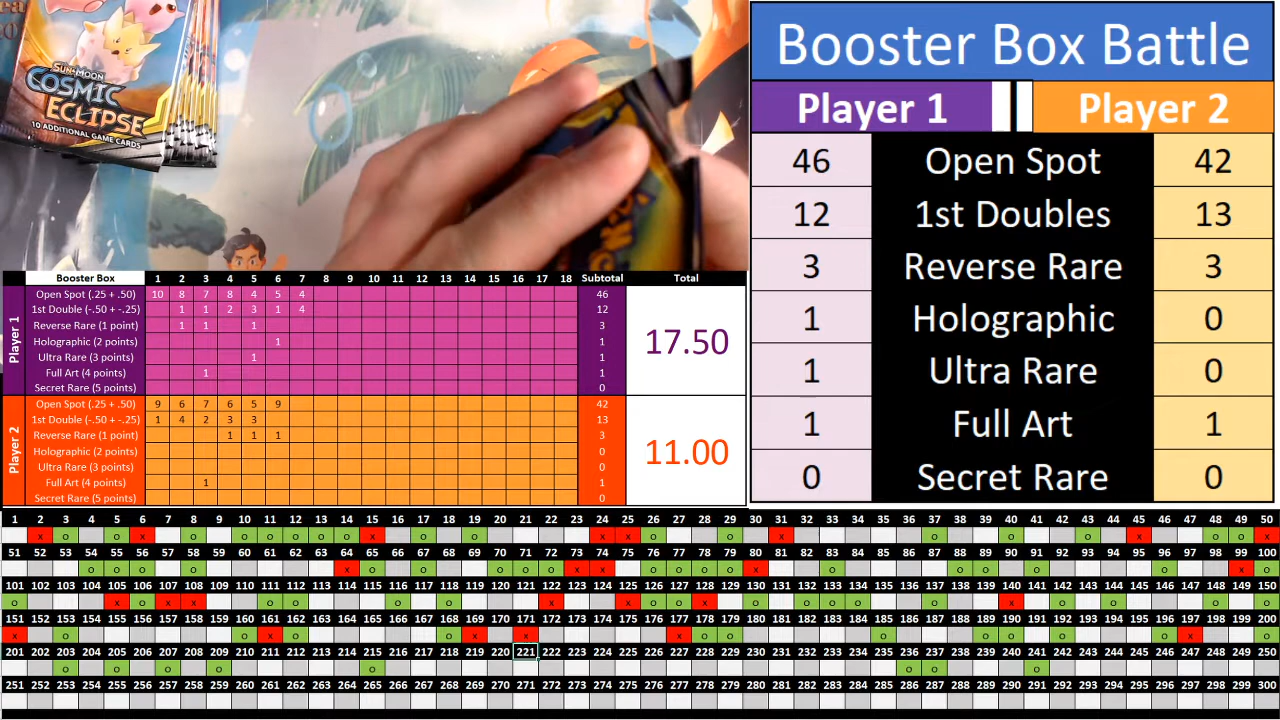 SUN & MOON
COSMIC
ECLIPSE
10 ADDITIONAL GAME CARDS
Booster Box Battle
Player 1 Player 2
46 Open Spot 42
12 1st Doubles 13
3 Reverse Rare 3
1 Holographic 0
1 Ultra Rare 0
1 Full Art 1
0 Secret Rare 0
Booster Box 1 2 3 4 5 6 7 8 9 10 11 12 13 14 15 16 17 18 Subtotal Total
Player 1
Open Spot (.25 + .50) 10 8 7 8 4 5 4 46
1st Double (-.50 + -.25) 1 1 2 3 1 4 12
Reverse Rare (1 point) 1 1 1 3
Holographic (2 points) 1 1
Ultra Rare (3 points) 1 1
Full Art (4 points) 1 1
Secret Rare (5 points) 0
17.50
Player 2
Open Spot (.25 + .50) 9 6 7 6 5 9 42
1st Double (-.50 + -.25) 1 4 2 3 3 13
Reverse Rare (1 point) 1 1 1 3
Holographic (2 points) 0
Ultra Rare (3 points) 0
Full Art (4 points) 1 1
Secret Rare (5 points) 0
11.00
1 2 3 4 5 6 7 8 9 10 11 12 13 14 15 16 17 18 19 20 21 22 23 24 25 26 27 28 29 30 31 32 33 34 35 36 37 38 39 40 41 42 43 44 45 46 47 48 49 50
x o o x o o o o o o x o o o o x x o o o x o o x o o x
51 52 53 54 55 56 57 58 59 60 61 62 63 64 65 66 67 68 69 70 71 72 73 74 75 76 77 78 79 80 81 82 83 84 85 86 87 88 89 90 91 92 93 94 95 96 97 98 99 100
o o o o o x o o o o o x x o o o o x o o o o o x o
101 102 103 104 105 106 107 108 109 110 111 112 113 114 115 116 117 118 119 120 121 122 123 124 125 126 127 128 129 130 131 132 133 134 135 136 137 138 139 140 141 142 143 144 145 146 147 148 149 150
o x o x x o o o o x x o o x o o o o o x o o o o
151 152 153 154 155 156 157 158 159 160 161 162 163 164 165 166 167 168 169 170 171 172 173 174 175 176 177 178 179 180 181 182 183 184 185 186 187 188 189 190 191 192 193 194 195 196 197 198 199 200
x o o x o o x x x o o o o o o o x o
201 202 203 204 205 206 207 208 209 210 211 212 213 214 215 216 217 218 219 220 221 222 223 224 225 226 227 228 229 230 231 232 233 234 235 236 237 238 239 240 241 242 243 244 245 246 247 248 249 250
o o o o o o o o
251 252 253 254 255 256 257 258 259 260 261 262 263 264 265 266 267 268 269 270 271 272 273 274 275 276 277 278 279 280 281 282 283 284 285 286 287 288 289 290 291 292 293 294 295 296 297 298 299 300